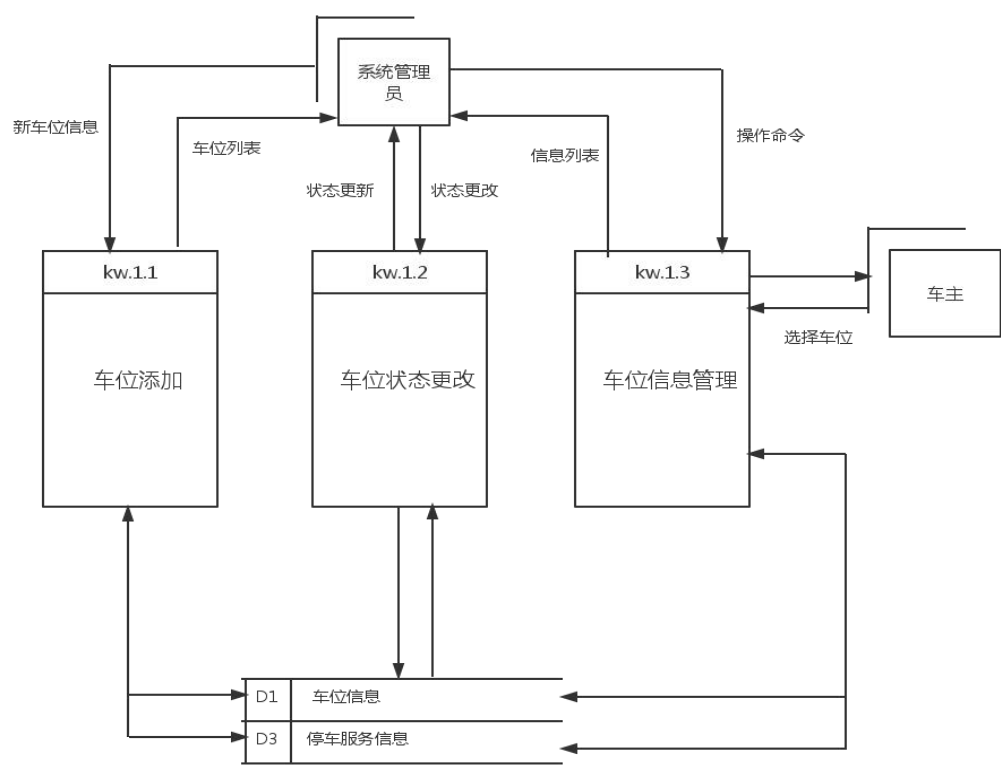 系统管理
员
新车位信息
车位列表
状态更新
状态更改
信息列表
操作命令
kw.1.1
kw.1.2
kw.1.3
车主
选择车位
车位添加
车位状态更改
车位信息管理
D1
车位信息
D3
停车服务信息